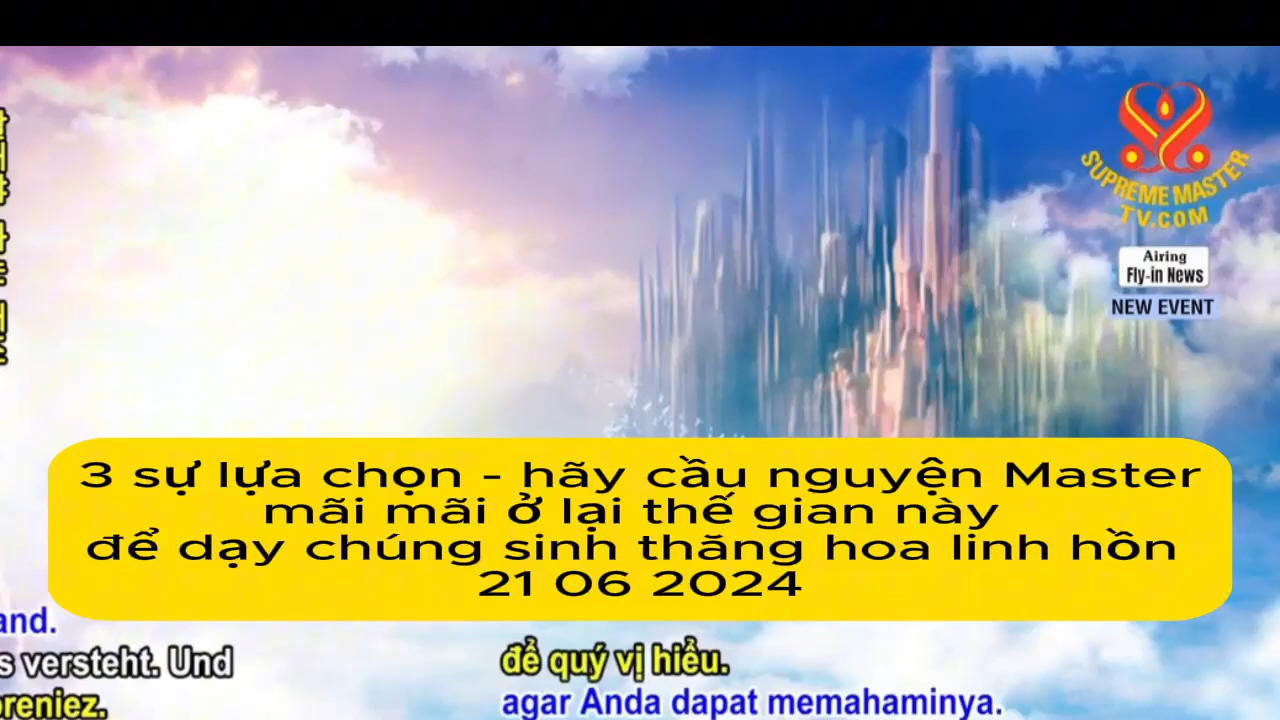 SUPREME MASTER
TV.COM
Airing
Fly-in News
NEW EVENT
3 sự lựa chọn - hãy cầu nguyện Master
mãi mãi ở lại thế gian này
để dạy chúng sinh thăng hoa linh hồn
21 06 2024
versteht. Und
để quý vị hiểu.
agar Anda dapat memahaminya.